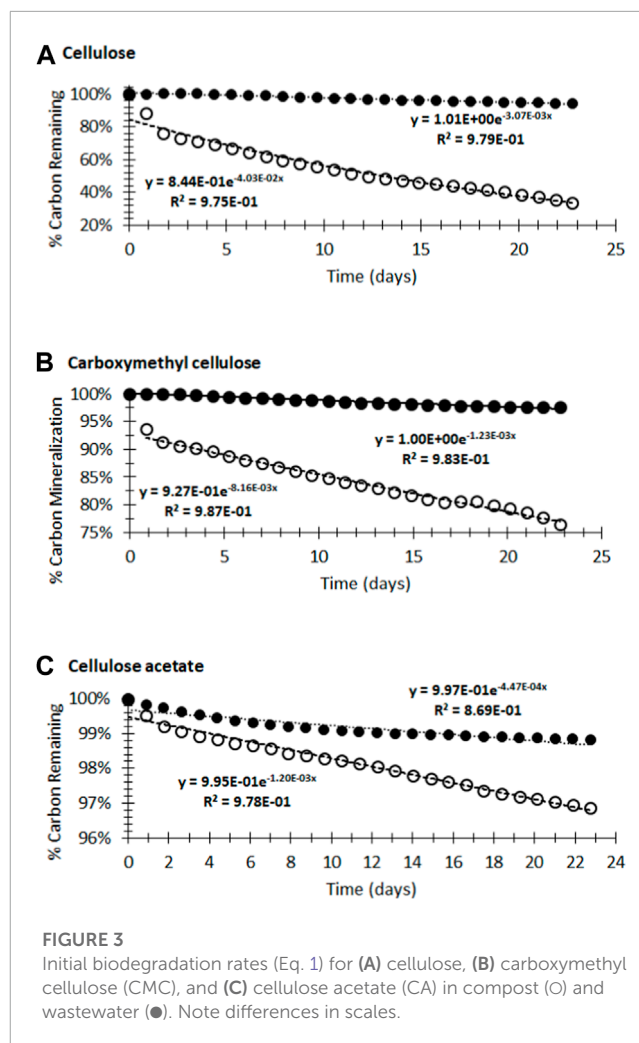 A Cellulose
100%
80%
60%
40%
20%
% Carbon Remaining
y = 1.01E+00e-3.07E-03x
R² = 9.79E-01
y = 8.44E-01e-4.03E-02x
R² = 9.75E-01
0 5 10 15 20 25
Time (days)
B Carboxymethyl cellulose
100%
95%
90%
85%
80%
75%
% Carbon Mineralization
y = 1.00E+00e-1.23E-03x
R² = 9.83E-01
y = 9.27E-01e-8.16E-03x
R² = 9.87E-01
0 5 10 15 20 25
Time (days)
C Cellulose acetate
100%
99%
98%
97%
96%
% Carbon Remaining
y = 9.97E-01e-4.47E-04x
R² = 8.69E-01
y = 9.95E-01e-1.20E-03x
R² = 9.78E-01
0 2 4 6 8 10 12 14 16 18 20 22 24
Time (days)
FIGURE 3
Initial biodegradation rates (Eq. 1) for (A) cellulose, (B) carboxymethyl
cellulose (CMC), and (C) cellulose acetate (CA) in compost (○) and
wastewater (●). Note differences in scales.